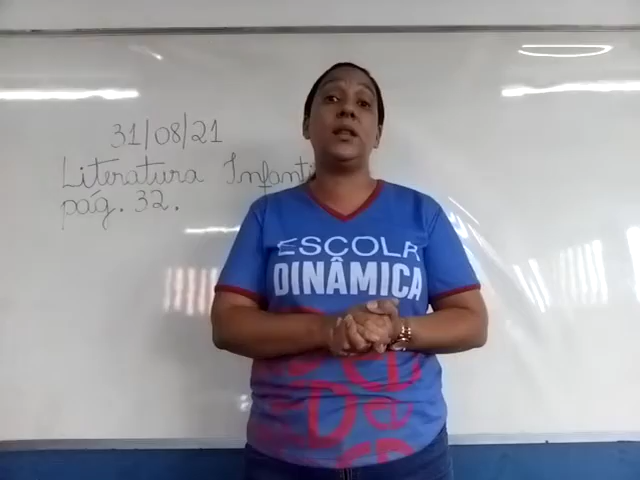 31/08/21
Literatura Infanti
pág. 32.
ESCOLA
DINÂMICA